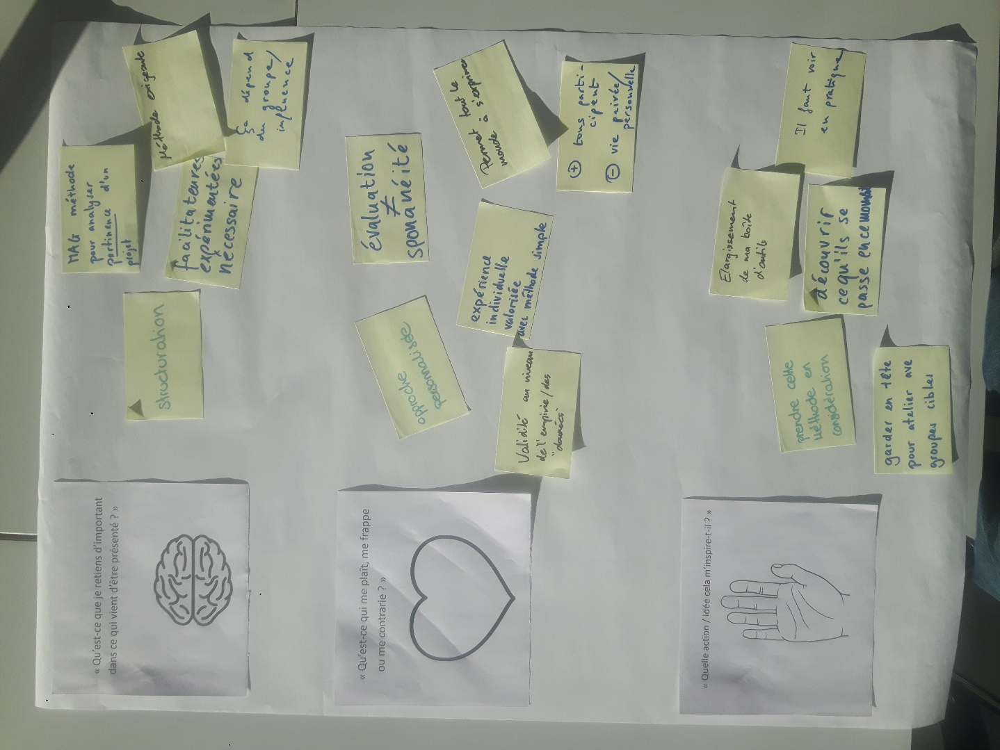 « Qu'est-ce que je retiens d'important
dans ce qui vient d'être présenté ? »
structuration
MAG méthode
pour analyser
pertinence d'un
projet
facilitateures
expérimentées
nécessaire
Méthode exigeante
Ça dépend
du groupe/
influence
« Qu'est-ce qui me plaît, me frappe
ou me contrarie ? »
approche
personnalisée
évaluation
≠
sponanéité
Validité au niveau
de l'empirie/des
"données"
expérience
individuelle
valorisée
avec méthode simple
Permet tout le
monde à s'exprimer
+ tous parti-
cipent
- vie privée/
personnelle
« Quelle action / idée cela m'inspire-t-il ? »
prendre cette
Méthode en
considération
garder en tête
pour atelier ave
groupes cibles
Elargissement
de ma boîte
d'outils
découvrir
ce qu'ils se
passe ence moment
Il faut voir
en pratique